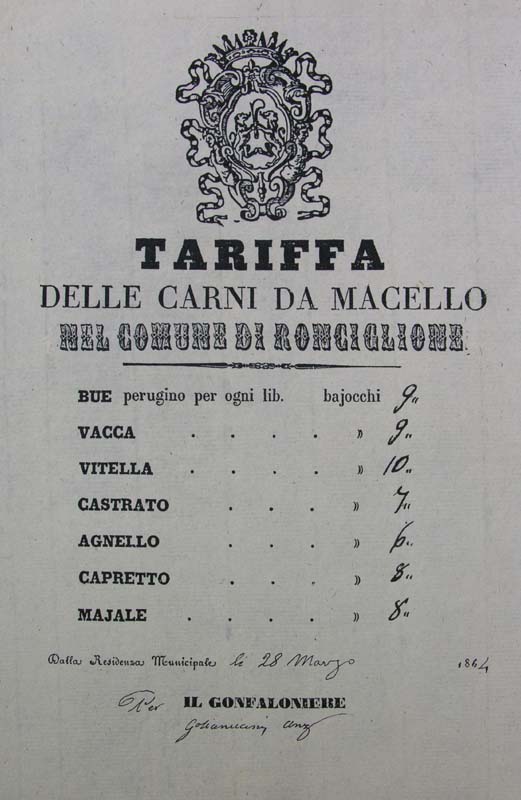 TARIFFA
DELLE CARNI DA MACELLO
NEL COMUNE DI RONCIGLIONE
BUE perugino per ogni lib. bajocchi 9"
VACCA . . . . » 9"
VITELLA . . . . » 10"
CASTRATO . . . » 7"
AGNELLO . . . » 6"
CAPRETTO . . . » 8"
MAJALE . . . . » 8"
Dalla Residenza Municipale li 28 Marzo 1864
Per IL GONFALONIERE